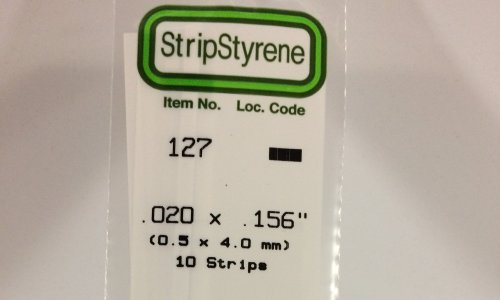 StripStyrene
Item No. Loc. Code
127
.020 x .156"
(0.5 x 4.0 mm)
10 Strips